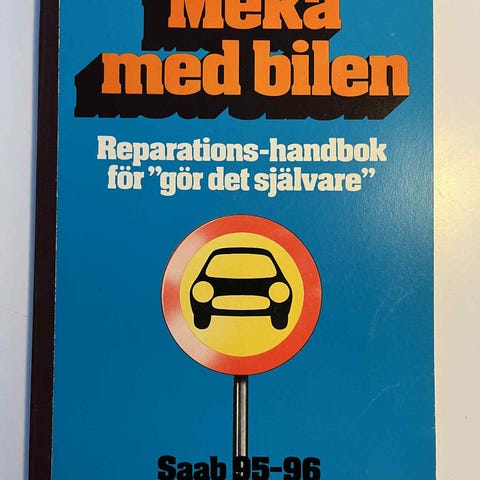 Meka
med bilen
Reparations-handbok
för "gör det självare"
Saab 95-96